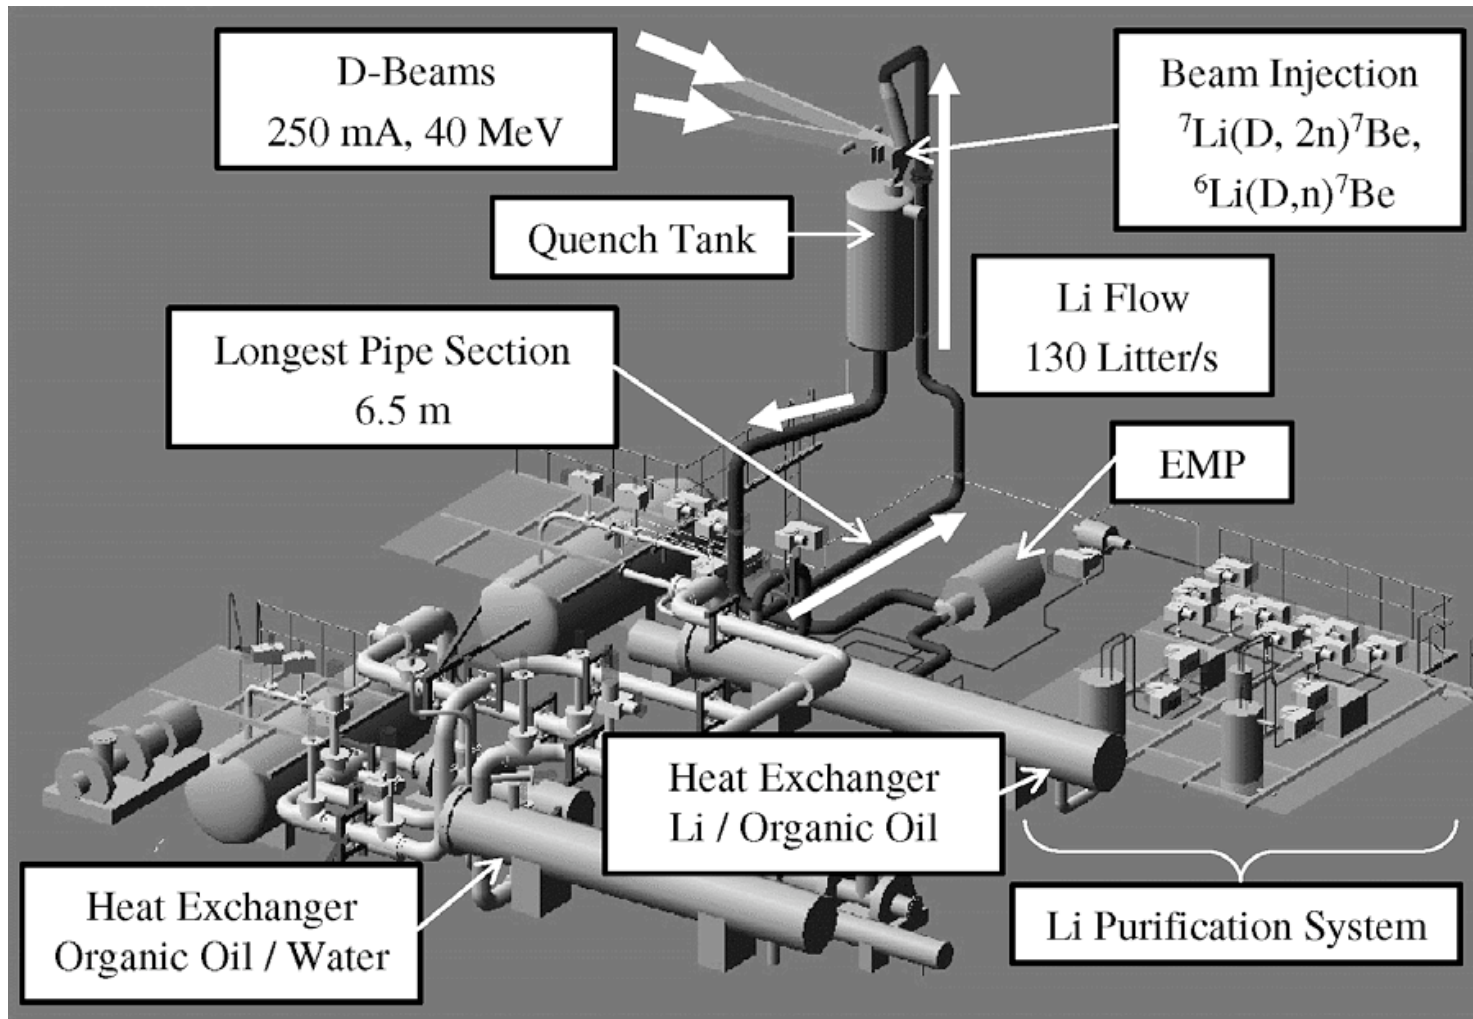 D-Beams
250 mA, 40 MeV
Beam Injection
⁷Li(D, 2n)⁷Be,
⁶Li(D,n)⁷Be
Quench Tank
Li Flow
130 Litter/s
Longest Pipe Section
6.5 m
EMP
Heat Exchanger
Li / Organic Oil
Heat Exchanger
Organic Oil / Water
Li Purification System